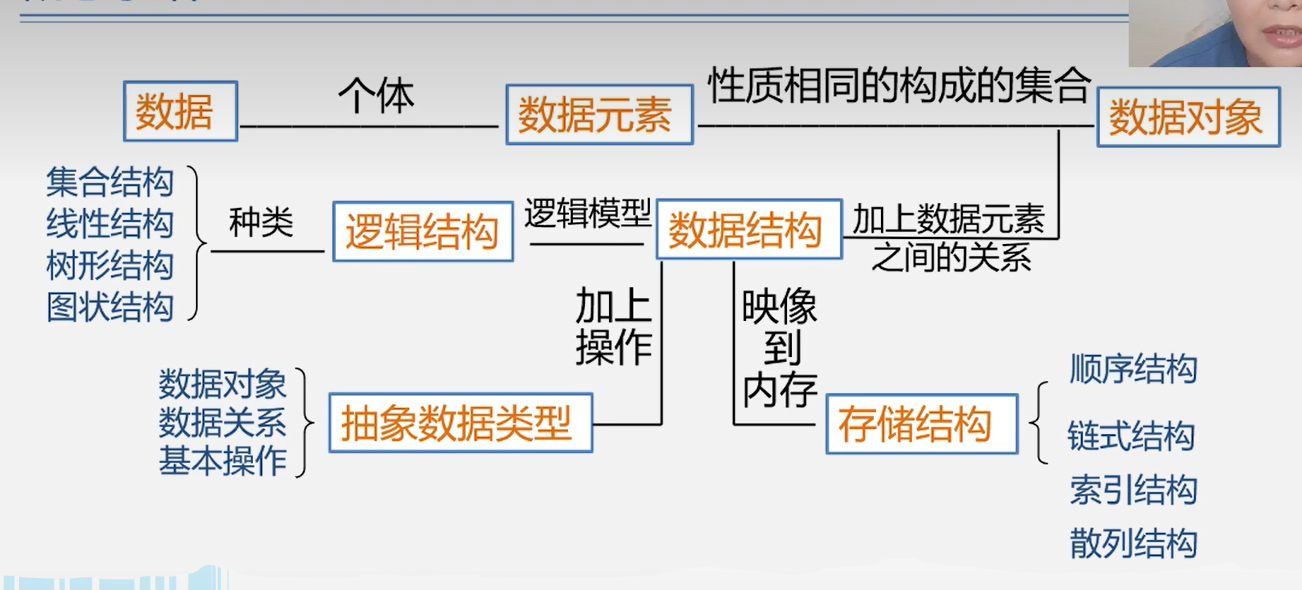 数据
个体
数据元素
性质相同的构成的集合
数据对象
集合结构
线性结构
树形结构
图状结构
种类
逻辑结构
逻辑模型
数据结构
加上数据元素
之间的关系
加上
操作
映像
到
内存
数据对象
数据关系
基本操作
抽象数据类型
存储结构
顺序结构
链式结构
索引结构
散列结构